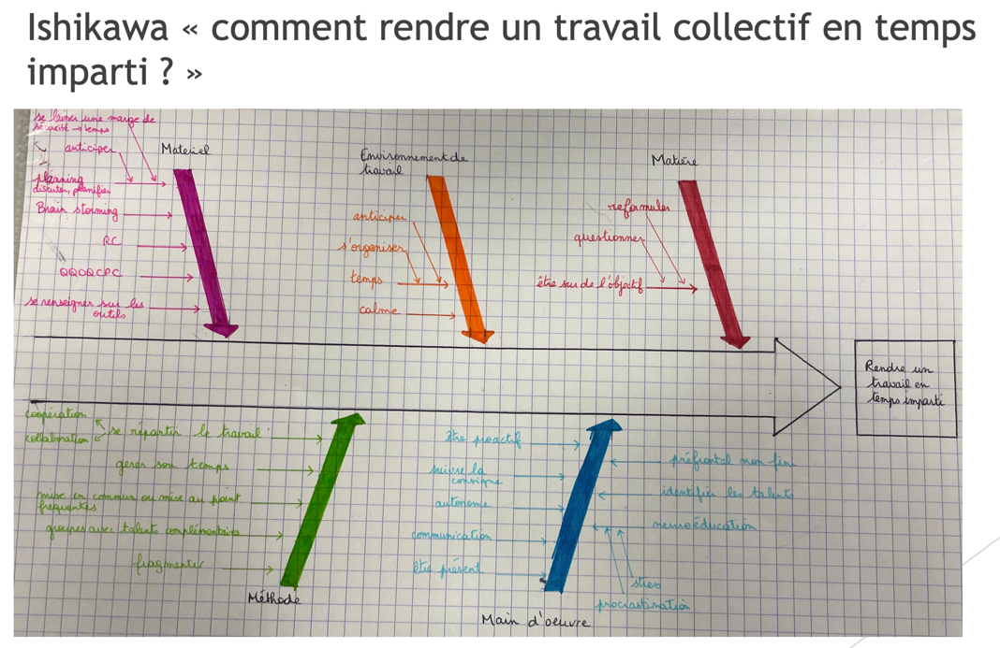 Ishikawa « comment rendre un travail collectif en temps
imparti ? »
se laisser une marge de
sécurité → temps
anticiper
planning
discuter, planifier
Brain storming
RC
QQOQCPC
se renseigner sur les
outils
Materiel
Environnement de
travail
anticiper
s'organiser
temps
calme
Matière
reformuler
questionner
être sur de l'objectif
Rendre un
travail en
temps imparti
coopération
collaboration
se répartir le travail
gerer son temps
mise en commun ou mise au point
frequentes
groupes avec talents complémentaires
fragmenter
Méthode
être proactif
suivre la
consigne
autonome
communication
être présent
Main d'oeuvre
préfrontal non fini
identifier les talents
neuroéducation
stress
procrastination